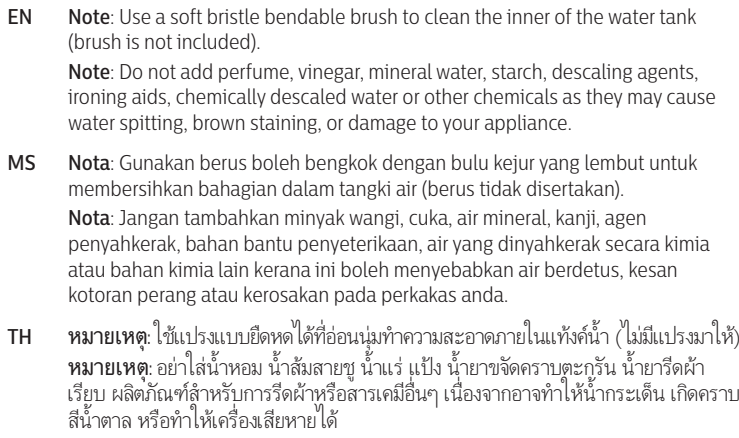 EN Note: Use a soft bristle bendable brush to clean the inner of the water tank
(brush is not included).
Note: Do not add perfume, vinegar, mineral water, starch, descaling agents,
ironing aids, chemically descaled water or other chemicals as they may cause
water spitting, brown staining, or damage to your appliance.
MS Nota: Gunakan berus boleh bengkok dengan bulu kejur yang lembut untuk
membersihkan bahagian dalam tangki air (berus tidak disertakan).
Nota: Jangan tambahkan minyak wangi, cuka, air mineral, kanji, agen
penyahkerak, bahan bantu penyeterikaan, air yang dinyahkerak secara kimia
atau bahan kimia lain kerana ini boleh menyebabkan air berdetus, kesan
kotoran perang atau kerosakan pada perkakas anda.
TH หมายเหตุ: ใช้แปรงแบบยืดหดได้ที่อ่อนนุ่มทำความสะอาดภายในแท้งค์น้ำ (ไม่มีแปรงมาให้)
หมายเหตุ: อย่าใส่น้ำหอม น้ำส้มสายชู น้ำแร่ แป้ง น้ำยาขจัดคราบตะกรัน น้ำยารีดผ้า
เรียบ ผลิตภัณฑ์สำหรับการรีดผ้าหรือสารเคมีอื่นๆ เนื่องจากอาจทำให้น้ำกระเด็น เกิดคราบ
สีน้ำตาล หรือทำให้เครื่องเสียหายได้